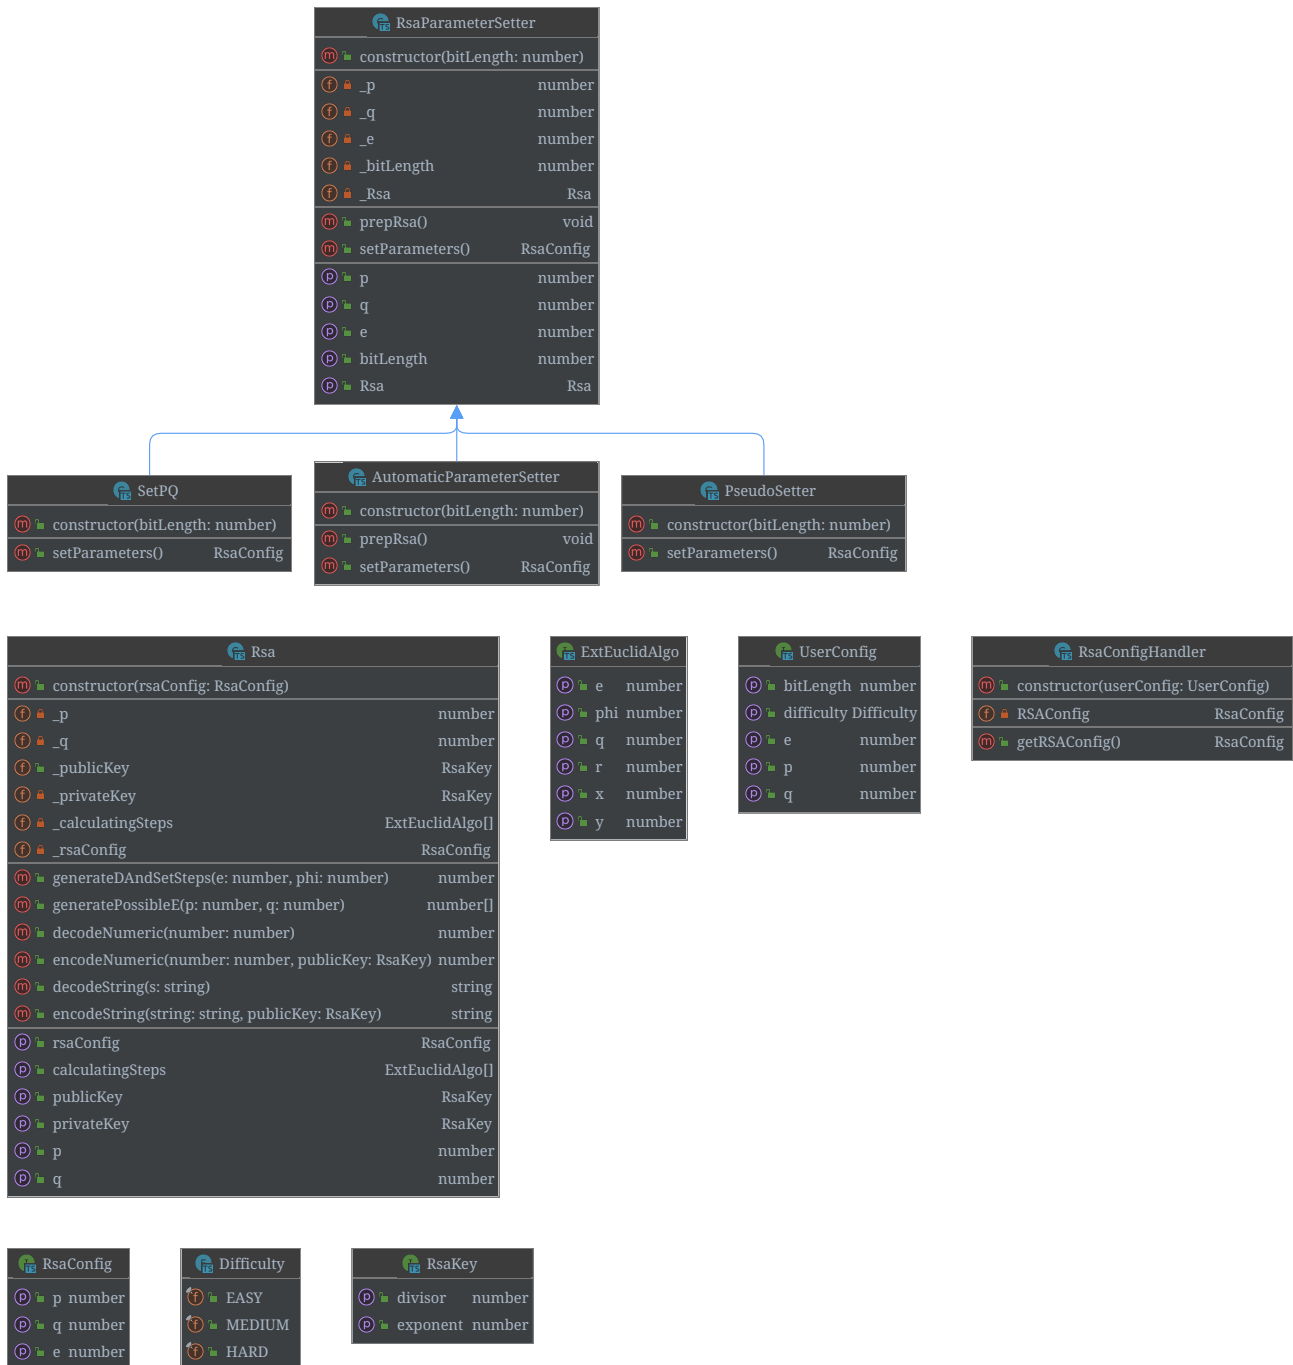 RsaParameterSetter
constructor(bitLength: number)
_p number
_q number
_e number
_bitLength number
_Rsa Rsa
prepRsa() void
setParameters() RsaConfig
p number
q number
e number
bitLength number
Rsa Rsa
SetPQ
constructor(bitLength: number)
setParameters() RsaConfig
AutomaticParameterSetter
constructor(bitLength: number)
prepRsa() void
setParameters() RsaConfig
PseudoSetter
constructor(bitLength: number)
setParameters() RsaConfig
Rsa
constructor(rsaConfig: RsaConfig)
_p number
_q number
_publicKey RsaKey
_privateKey RsaKey
_calculatingSteps ExtEuclidAlgo[]
_rsaConfig RsaConfig
generateDAndSetSteps(e: number, phi: number) number
generatePossibleE(p: number, q: number) number[]
decodeNumeric(number: number) number
encodeNumeric(number: number, publicKey: RsaKey) number
decodeString(s: string) string
encodeString(string: string, publicKey: RsaKey) string
rsaConfig RsaConfig
calculatingSteps ExtEuclidAlgo[]
publicKey RsaKey
privateKey RsaKey
p number
q number
ExtEuclidAlgo
e number
phi number
q number
r number
x number
y number
UserConfig
bitLength number
difficulty Difficulty
e number
p number
q number
RsaConfigHandler
constructor(userConfig: UserConfig)
RSAConfig RsaConfig
getRSAConfig() RsaConfig
RsaConfig
p number
q number
e number
Difficulty
EASY
MEDIUM
HARD
RsaKey
divisor number
exponent number